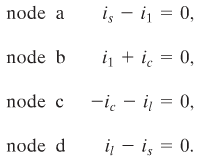 node a i_s − i_1 = 0,
node b i_1 + i_c = 0,
node c −i_c − i_l = 0,
node d i_l − i_s = 0.